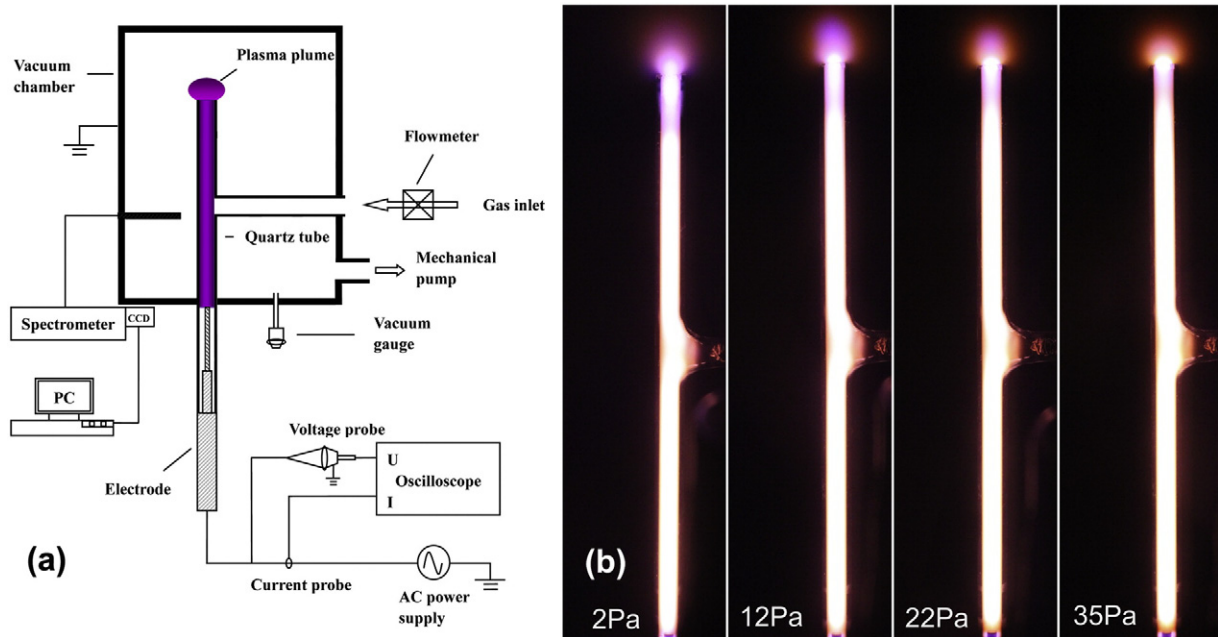 Plasma plume
Vacuum
chamber
Flowmeter
Gas inlet
Quartz tube
Mechanical
pump
Spectrometer
CCD
Vacuum
gauge
PC
Voltage probe
U
Oscilloscope
I
Electrode
(a)
Current probe
AC power
supply
(b)
2Pa
12Pa
22Pa
35Pa